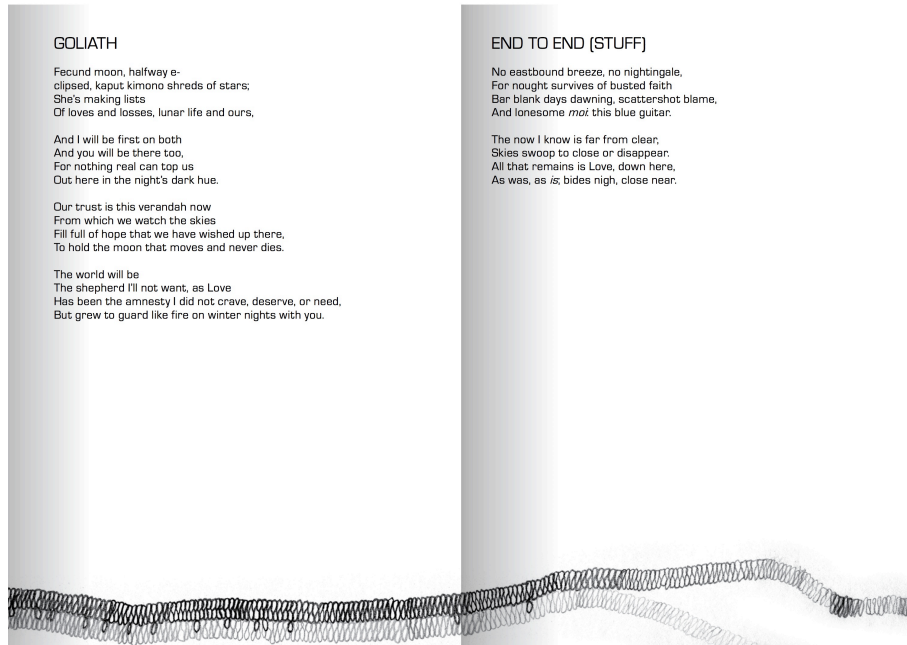 GOLIATH
Fecund moon, halfway e-
clipsed, kaput kimono shreds of stars;
She's making lists
Of loves and losses, lunar life and ours,
And I will be first on both
And you will be there too,
For nothing real can top us
Out here in the night's dark hue.
Our trust is this verandah now
From which we watch the skies
Fill full of hope that we have wished up there,
To hold the moon that moves and never dies.
The world will be
The shepherd I'll not want, as Love
Has been the amnesty I did not crave, deserve, or need,
But grew to guard like fire on winter nights with you.
END TO END (STUFF)
No eastbound breeze, no nightingale,
For nought survives of busted faith
Bar blank days dawning, scattershot blame,
And lonesome moi: this blue guitar.
The now I know is far from clear,
Skies swoop to close or disappear.
All that remains is Love, down here,
As was, as is; bides nigh, close near.